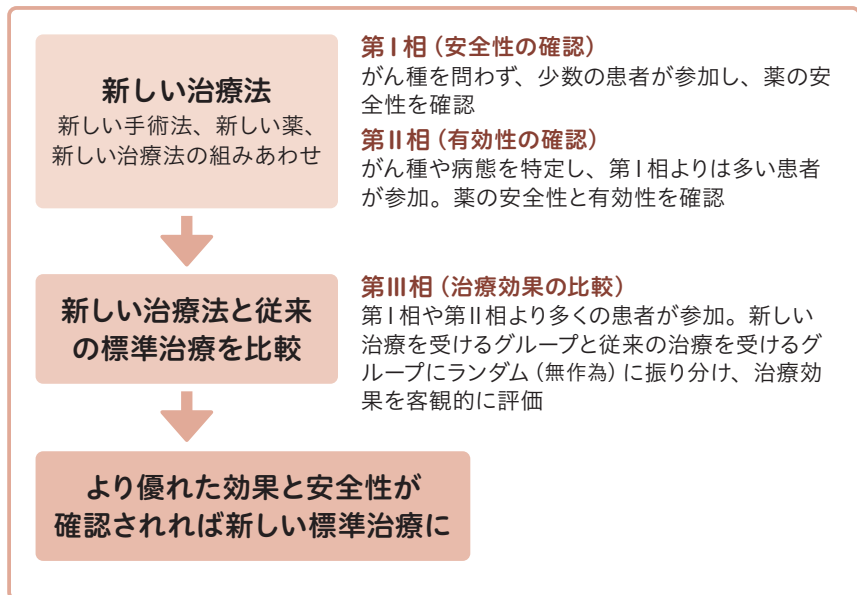 新しい治療法
新しい手術法、新しい薬、
新しい治療法の組みあわせ
第Ⅰ相（安全性の確認）
がん種を問わず、少数の患者が参加し、薬の安
全性を確認
第Ⅱ相（有効性の確認）
がん種や病態を特定し、第Ⅰ相よりは多い患者
が参加。薬の安全性と有効性を確認
新しい治療法と従来
の標準治療を比較
第Ⅲ相（治療効果の比較）
第Ⅰ相や第Ⅱ相より多くの患者が参加。新しい
治療を受けるグループと従来の治療を受けるグ
ループにランダム（無作為）に振り分け、治療効
果を客観的に評価
より優れた効果と安全性が
確認されれば新しい標準治療に